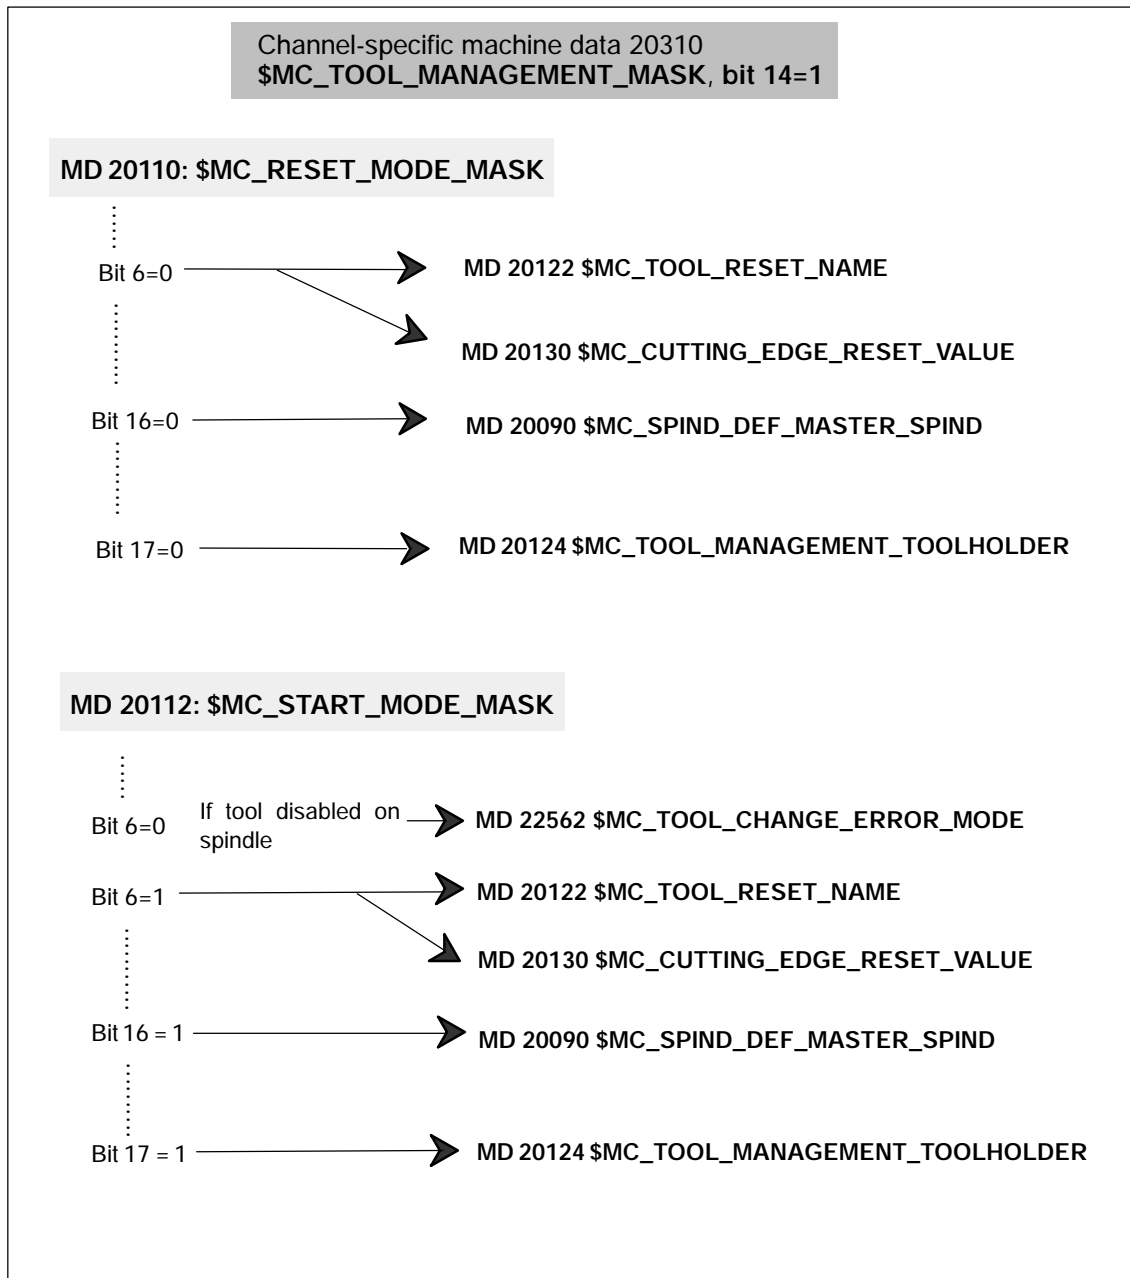 Channel-specific machine data 20310
$MC_TOOL_MANAGEMENT_MASK, bit 14=1
MD 20110: $MC_RESET_MODE_MASK
Bit 6=0
MD 20122 $MC_TOOL_RESET_NAME
MD 20130 $MC_CUTTING_EDGE_RESET_VALUE
Bit 16=0
MD 20090 $MC_SPIND_DEF_MASTER_SPIND
Bit 17=0
MD 20124 $MC_TOOL_MANAGEMENT_TOOLHOLDER
MD 20112: $MC_START_MODE_MASK
Bit 6=0
If tool disabled on
spindle
MD 22562 $MC_TOOL_CHANGE_ERROR_MODE
Bit 6=1
MD 20122 $MC_TOOL_RESET_NAME
MD 20130 $MC_CUTTING_EDGE_RESET_VALUE
Bit 16 = 1
MD 20090 $MC_SPIND_DEF_MASTER_SPIND
Bit 17 = 1
MD 20124 $MC_TOOL_MANAGEMENT_TOOLHOLDER